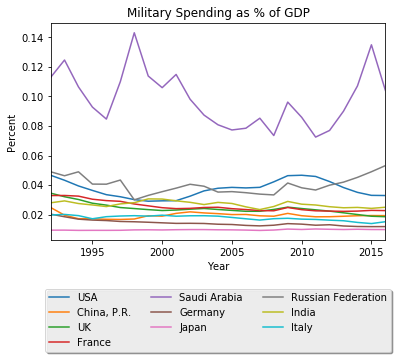 Military Spending as % of GDP
0.14
0.12
0.10
0.08
0.06
0.04
0.02
Percent
1995 2000 2005 2010 2015
Year
USA Saudi Arabia Russian Federation
China, P.R. Germany India
UK Japan Italy
France